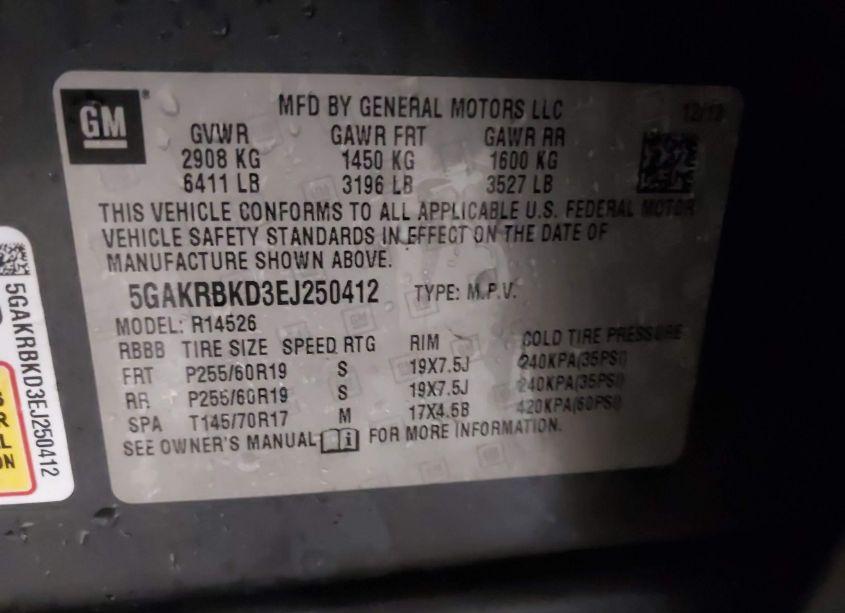 GM
MFD BY GENERAL MOTORS LLC
GVWR GAWR FRT GAWR RR
2908 KG 1450 KG 1600 KG
6411 LB 3196 LB 3527 LB
THIS VEHICLE CONFORMS TO ALL APPLICABLE U.S. FEDERAL MOTOR
VEHICLE SAFETY STANDARDS IN EFFECT ON THE DATE OF
MANUFACTURE SHOWN ABOVE.
5GAKRBKD3EJ250412 TYPE: M.P.V.
MODEL: R14526
RBBB TIRE SIZE SPEED RTG RIM COLD TIRE PRESSURE
FRT P255/60R19 S 19X7.5J 240KPA(35PSI)
RR P255/60R19 S 19X7.5J 240KPA(35PSI)
SPA T145/70R17 M 17X4.5B 420KPA(60PSI)
SEE OWNER'S MANUAL FOR MORE INFORMATION.
5GAKRBKD3EJ250412